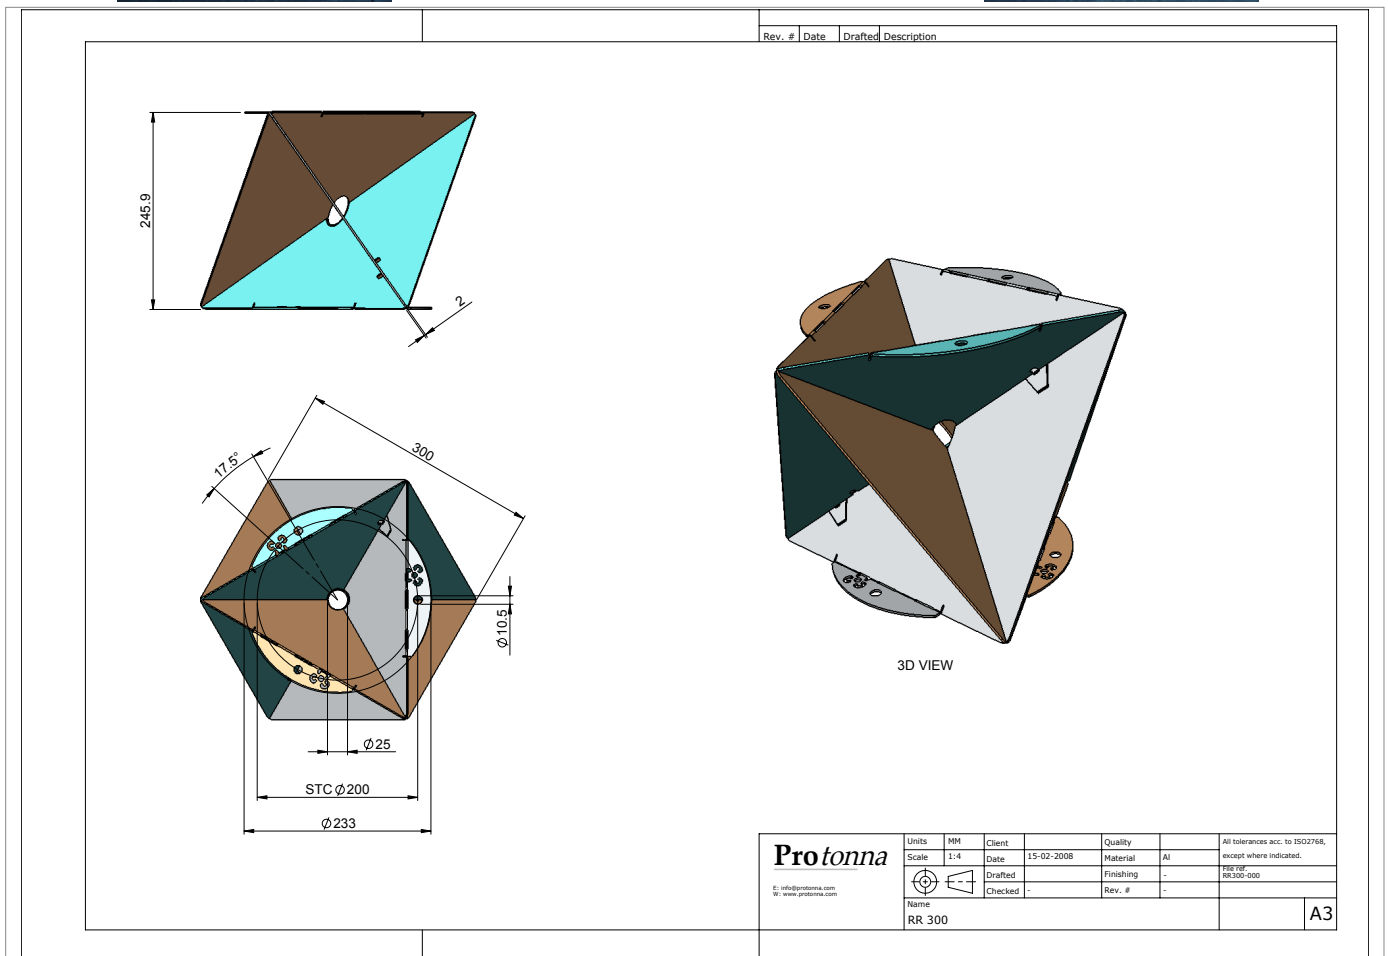 Rev. # Date Drafted Description
245.9
2
300
17.5°
Ø10.5
Ø25
STC Ø200
Ø233
3D VIEW
Protonna
E: info@protonna.com
W: www.protonna.com
Units MM Client Quality All tolerances acc. to ISO2768,
Scale 1:4 Date 15-02-2008 Material Al except where indicated.
Drafted Finishing - File ref.
RR300-000
Checked - Rev. # -
Name
RR 300
A3